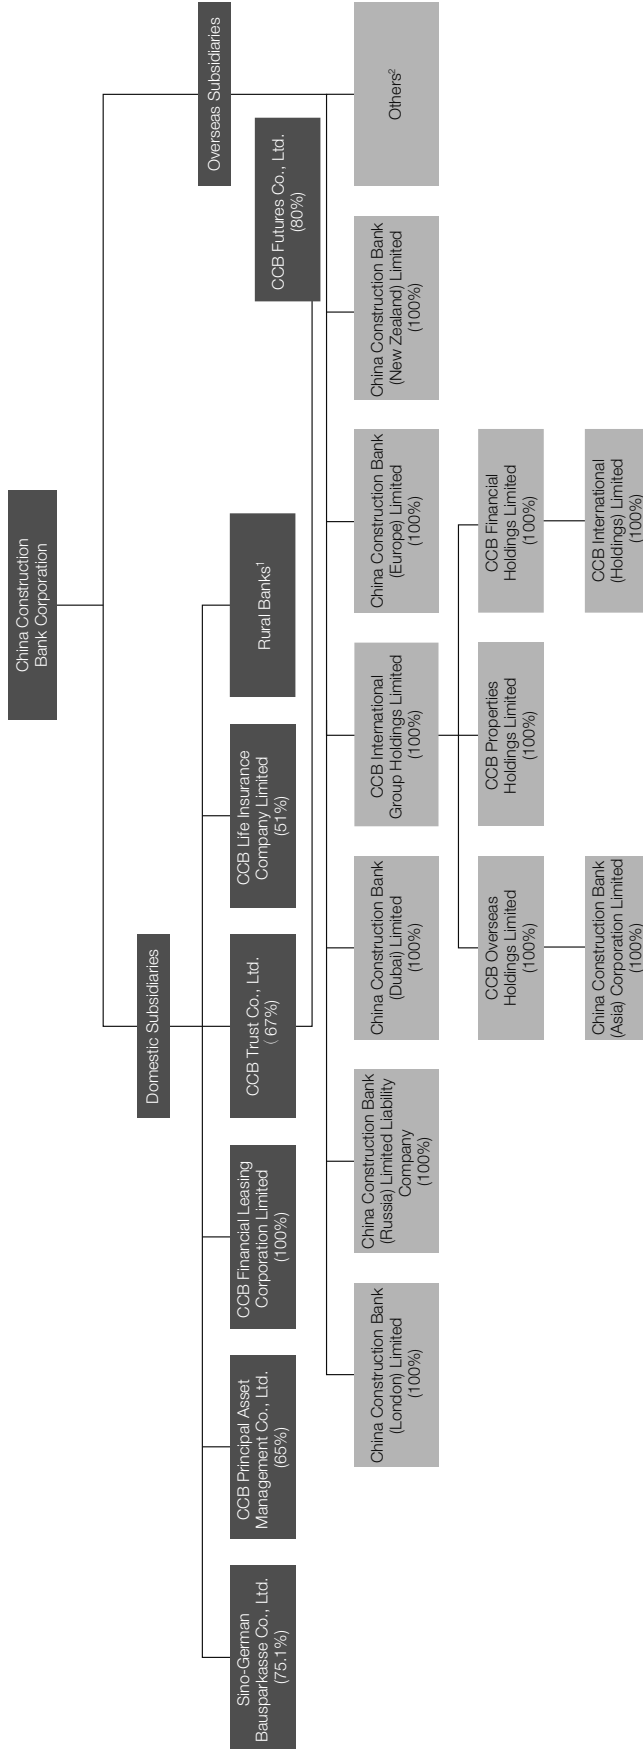 China Construction
Bank Corporation
Domestic Subsidiaries
Overseas Subsidiaries
Sino-German
Bausparkasse Co., Ltd.
(75.1%)
CCB Principal Asset
Management Co., Ltd.
(65%)
CCB Financial Leasing
Corporation Limited
(100%)
CCB Trust Co., Ltd.
( 67%)
CCB Life Insurance
Company Limited
(51%)
Rural Banks¹
CCB Futures Co., Ltd.
(80%)
China Construction Bank
(London) Limited
(100%)
China Construction Bank
(Russia) Limited Liability
Company
(100%)
China Construction Bank
(Dubai) Limited
(100%)
CCB International
Group Holdings Limited
(100%)
China Construction Bank
(Europe) Limited
(100%)
China Construction Bank
(New Zealand) Limited
(100%)
Others²
CCB Overseas
Holdings Limited
(100%)
CCB Properties
Holdings Limited
(100%)
CCB Financial
Holdings Limited
(100%)
China Construction Bank
(Asia) Corporation Limited
(100%)
CCB International
(Holdings) Limited
(100%)